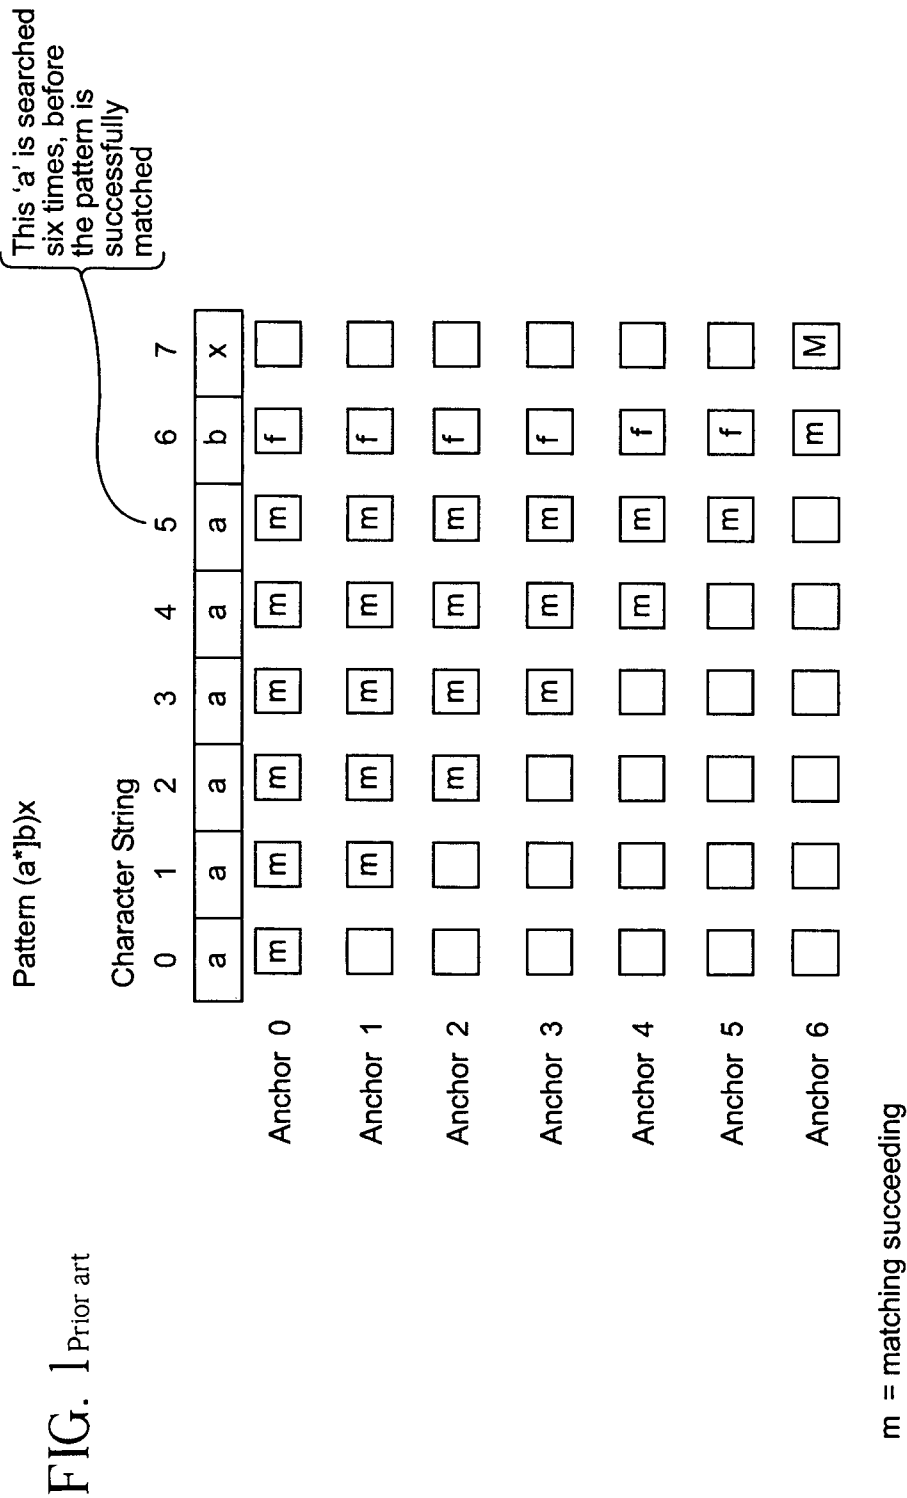 FIG. 1 Prior art
Pattern (a*]b)x
Character String
0 1 2 3 4 5 6 7
a a a a a a b x
This 'a' is searched
six times, before
the pattern is
successfully
matched
Anchor 0 m m m m m m f
Anchor 1 m m m m m f
Anchor 2 m m m m f
Anchor 3 m m m f
Anchor 4 m m f
Anchor 5 m f
Anchor 6 m M
m = matching succeeding